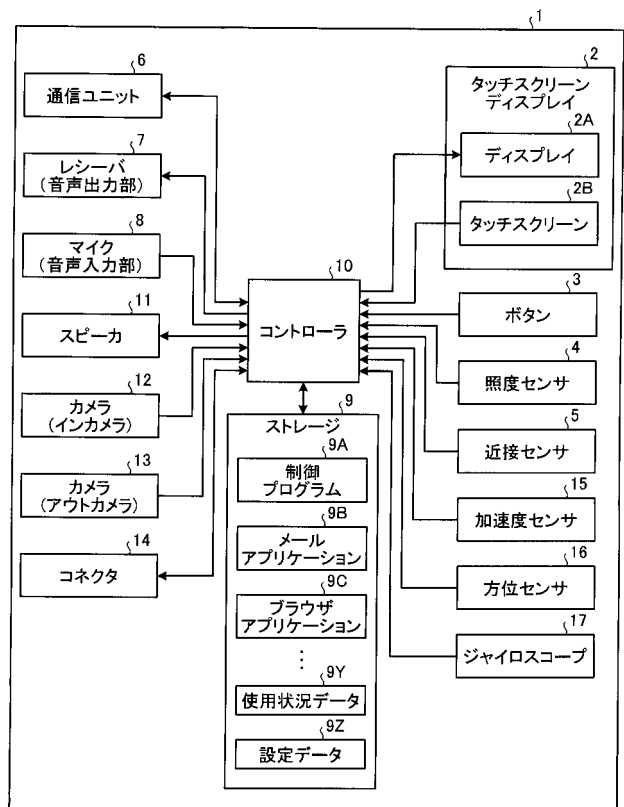 1
6
通信ユニット
7
レシーバ
(音声出力部)
8
マイク
(音声入力部)
11
スピーカ
12
カメラ
(インカメラ)
13
カメラ
(アウトカメラ)
14
コネクタ
10
コントローラ
9
ストレージ
9A
制御
プログラム
9B
メール
アプリケーション
9C
ブラウザ
アプリケーション
⋮
9Y
使用状況データ
9Z
設定データ
2
タッチスクリーン
ディスプレイ
2A
ディスプレイ
2B
タッチスクリーン
3
ボタン
4
照度センサ
5
近接センサ
15
加速度センサ
16
方位センサ
17
ジャイロスコープ